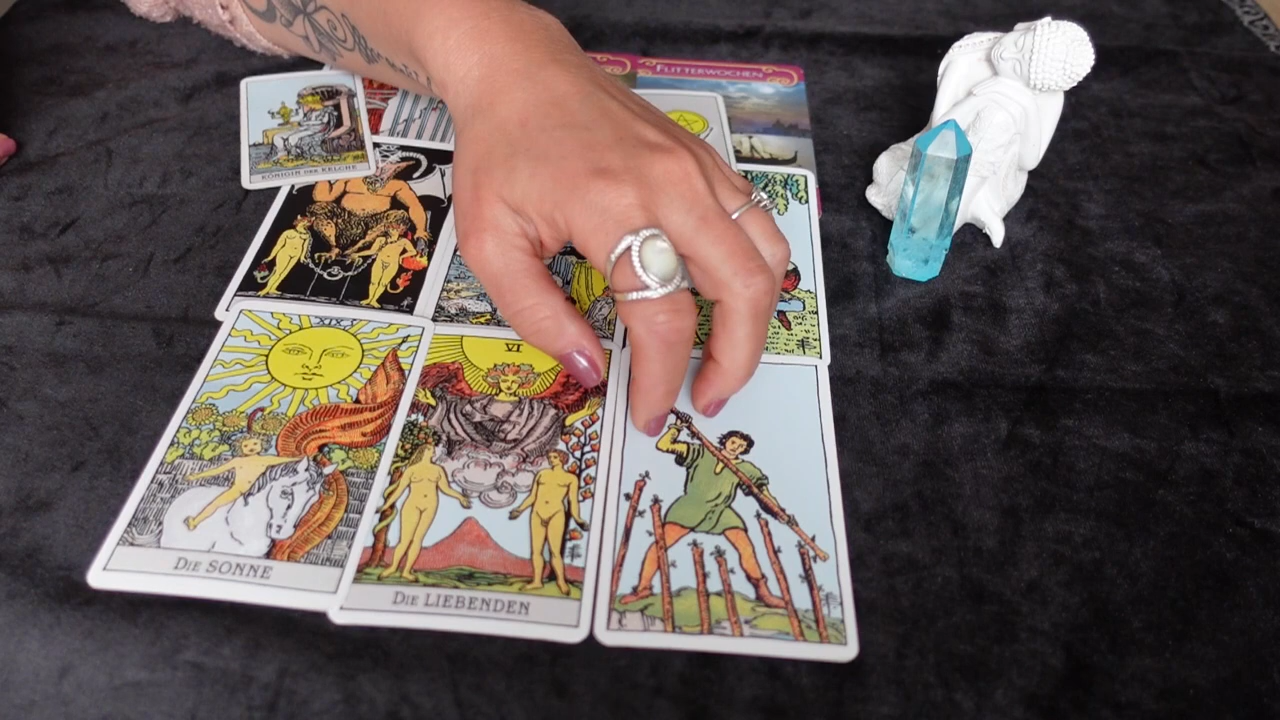 FLITTERWOCHEN
KÖNIGIN DER KELCHE
XIX
VI
DIE SONNE
DIE LIEBENDEN